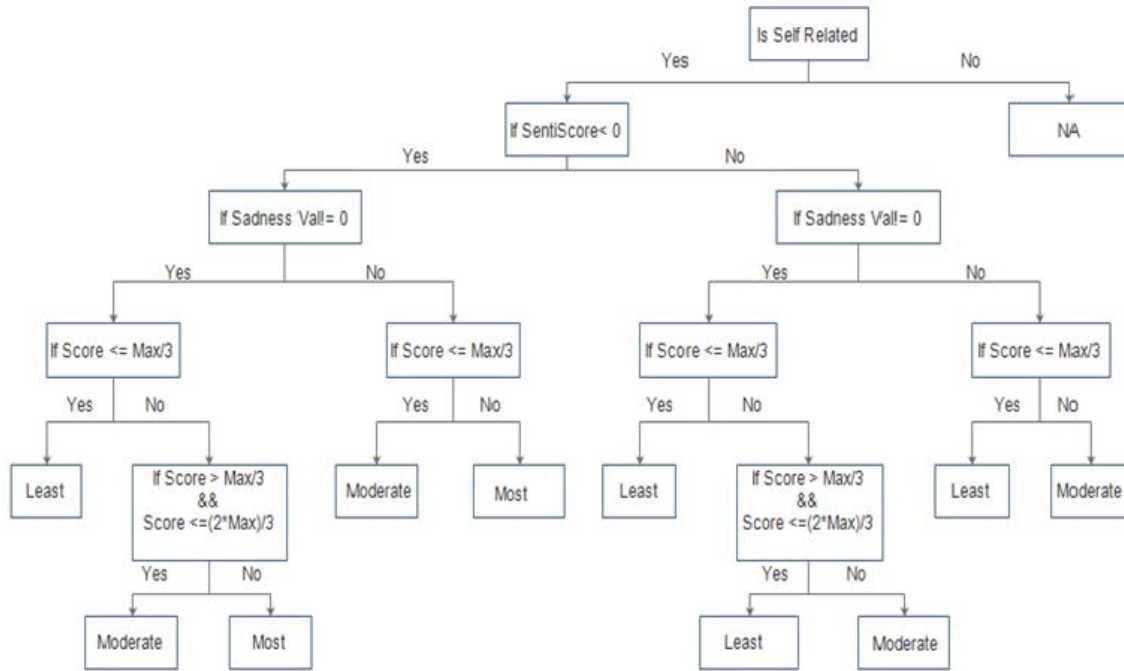 Is Self Related
Yes No
If SentiScore< 0 NA
Yes No
If Sadness Val!= 0 If Sadness Val!= 0
Yes No Yes No
If Score <= Max/3 If Score <= Max/3 If Score <= Max/3 If Score <= Max/3
Yes No Yes No Yes No Yes No
Least
If Score > Max/3
&&
Score <=(2*Max)/3
Moderate Most
Least
If Score > Max/3
&&
Score <=(2*Max)/3
Least Moderate
Yes No Yes No
Moderate Most Least Moderate